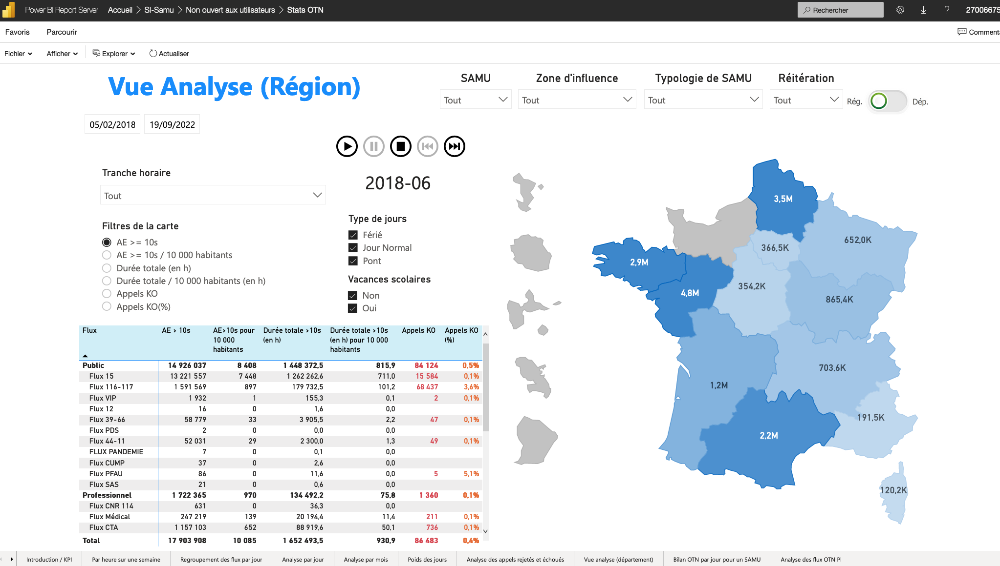 Power BI Report Server Accueil > SI-Samu > Non ouvert aux utilisateurs > Stats OTN
Rechercher
? 27006675
Favoris Parcourir
Commenta
Fichier Afficher Explorer Actualiser
Vue Analyse (Région)
SAMU Zone d'influence Typologie de SAMU Réitération
Tout Tout Tout Tout Rég. Dép.
05/02/2018 19/09/2022
Tranche horaire
Tout
2018-06
Filtres de la carte
AE >= 10s
AE >= 10s / 10 000 habitants
Durée totale (en h)
Durée totale / 10 000 habitants (en h)
Appels KO
Appels KO(%)
Type de jours
Férié
Jour Normal
Pont
Vacances scolaires
Non
Oui
3,5M
652,0K
366,5K
2,9M
354,2K
4,8M
865,4K
703,6K
1,2M
191,5K
2,2M
120,2K
Flux AE > 10s AE>10s pour 10 000 habitants Durée totale >10s (en h) Durée totale >10s (en h) pour 10 000 habitants Appels KO Appels KO (%)
Public 14 926 037 8 408 1 448 372,5 815,9 84 124 0,5%
Flux 15 13 221 557 7 448 1 262 262,6 711,0 15 584 0,1%
Flux 116-117 1 591 569 897 179 732,5 101,2 68 437 3,6%
Flux VIP 1 932 1 155,3 0,1 2 0,1%
Flux 12 16 0 1,6 0,0
Flux 39-66 58 779 33 3 905,5 2,2 47 0,1%
Flux PDS 2 0 0,0 0,0
Flux 44-11 52 031 29 2 300,0 1,3 49 0,1%
FLUX PANDEMIE 7 0 0,1 0,0
Flux CUMP 37 0 2,6 0,0
Flux PFAU 86 0 11,6 0,0 5 5,1%
Flux SAS 21 0 0,6 0,0
Professionnel 1 722 365 970 134 492,2 75,8 1 360 0,1%
Flux CNR 114 631 0 36,3 0,0
Flux Médical 247 219 139 20 194,4 11,4 211 0,1%
Flux CTA 1 157 103 652 88 919,6 50,1 736 0,1%
Total 17 903 908 10 085 1 652 493,5 930,9 86 483 0,4%
Introduction / KPI Par heure sur une semaine Regroupement des flux par jour Analyse par jour Analyse par mois Poids des jours Analyse des appels rejetés et échoués Vue analyse (département) Bilan OTN par jour pour un SAMU Analyse des flux OTN Pl